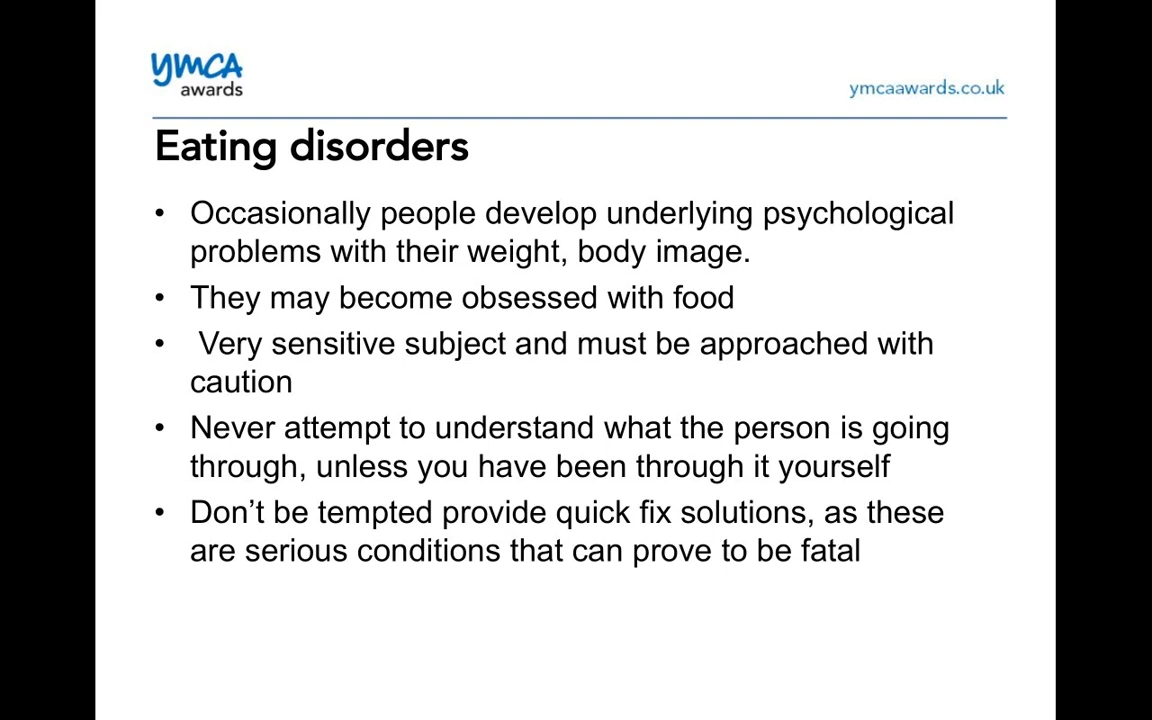 ymca
awards
ymcaawards.co.uk
Eating disorders
• Occasionally people develop underlying psychological
problems with their weight, body image.
• They may become obsessed with food
• Very sensitive subject and must be approached with
caution
• Never attempt to understand what the person is going
through, unless you have been through it yourself
• Don’t be tempted provide quick fix solutions, as these
are serious conditions that can prove to be fatal